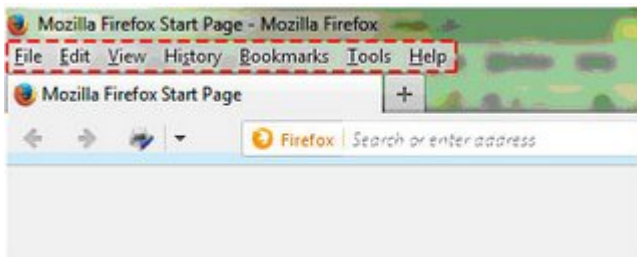 Mozilla Firefox Start Page - Mozilla Firefox
File Edit View History Bookmarks Tools Help
Mozilla Firefox Start Page +
Firefox Search or enter address